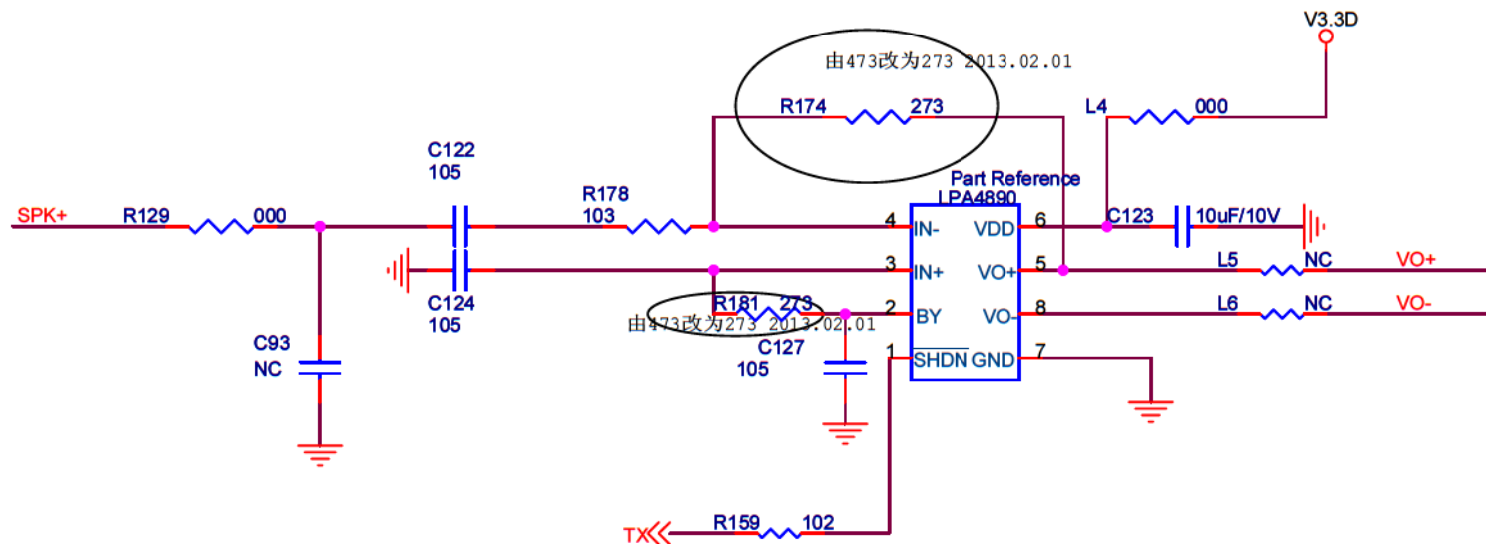 V3.3D
由473改为273 2013.02.01
R174 273
L4 000
C122
105
R178
103
Part Reference
LPA4890
SPK+
R129 000
4 IN- VDD 6
C123 10uF/10V
3 IN+ VO+ 5
L5 NC VO+
C124
105
R181 273
2 BY VO- 8
L6 NC VO-
由473改为273 2013.02.01
C93
NC
C127
105
1 SHDN GND 7
TX
R159 102